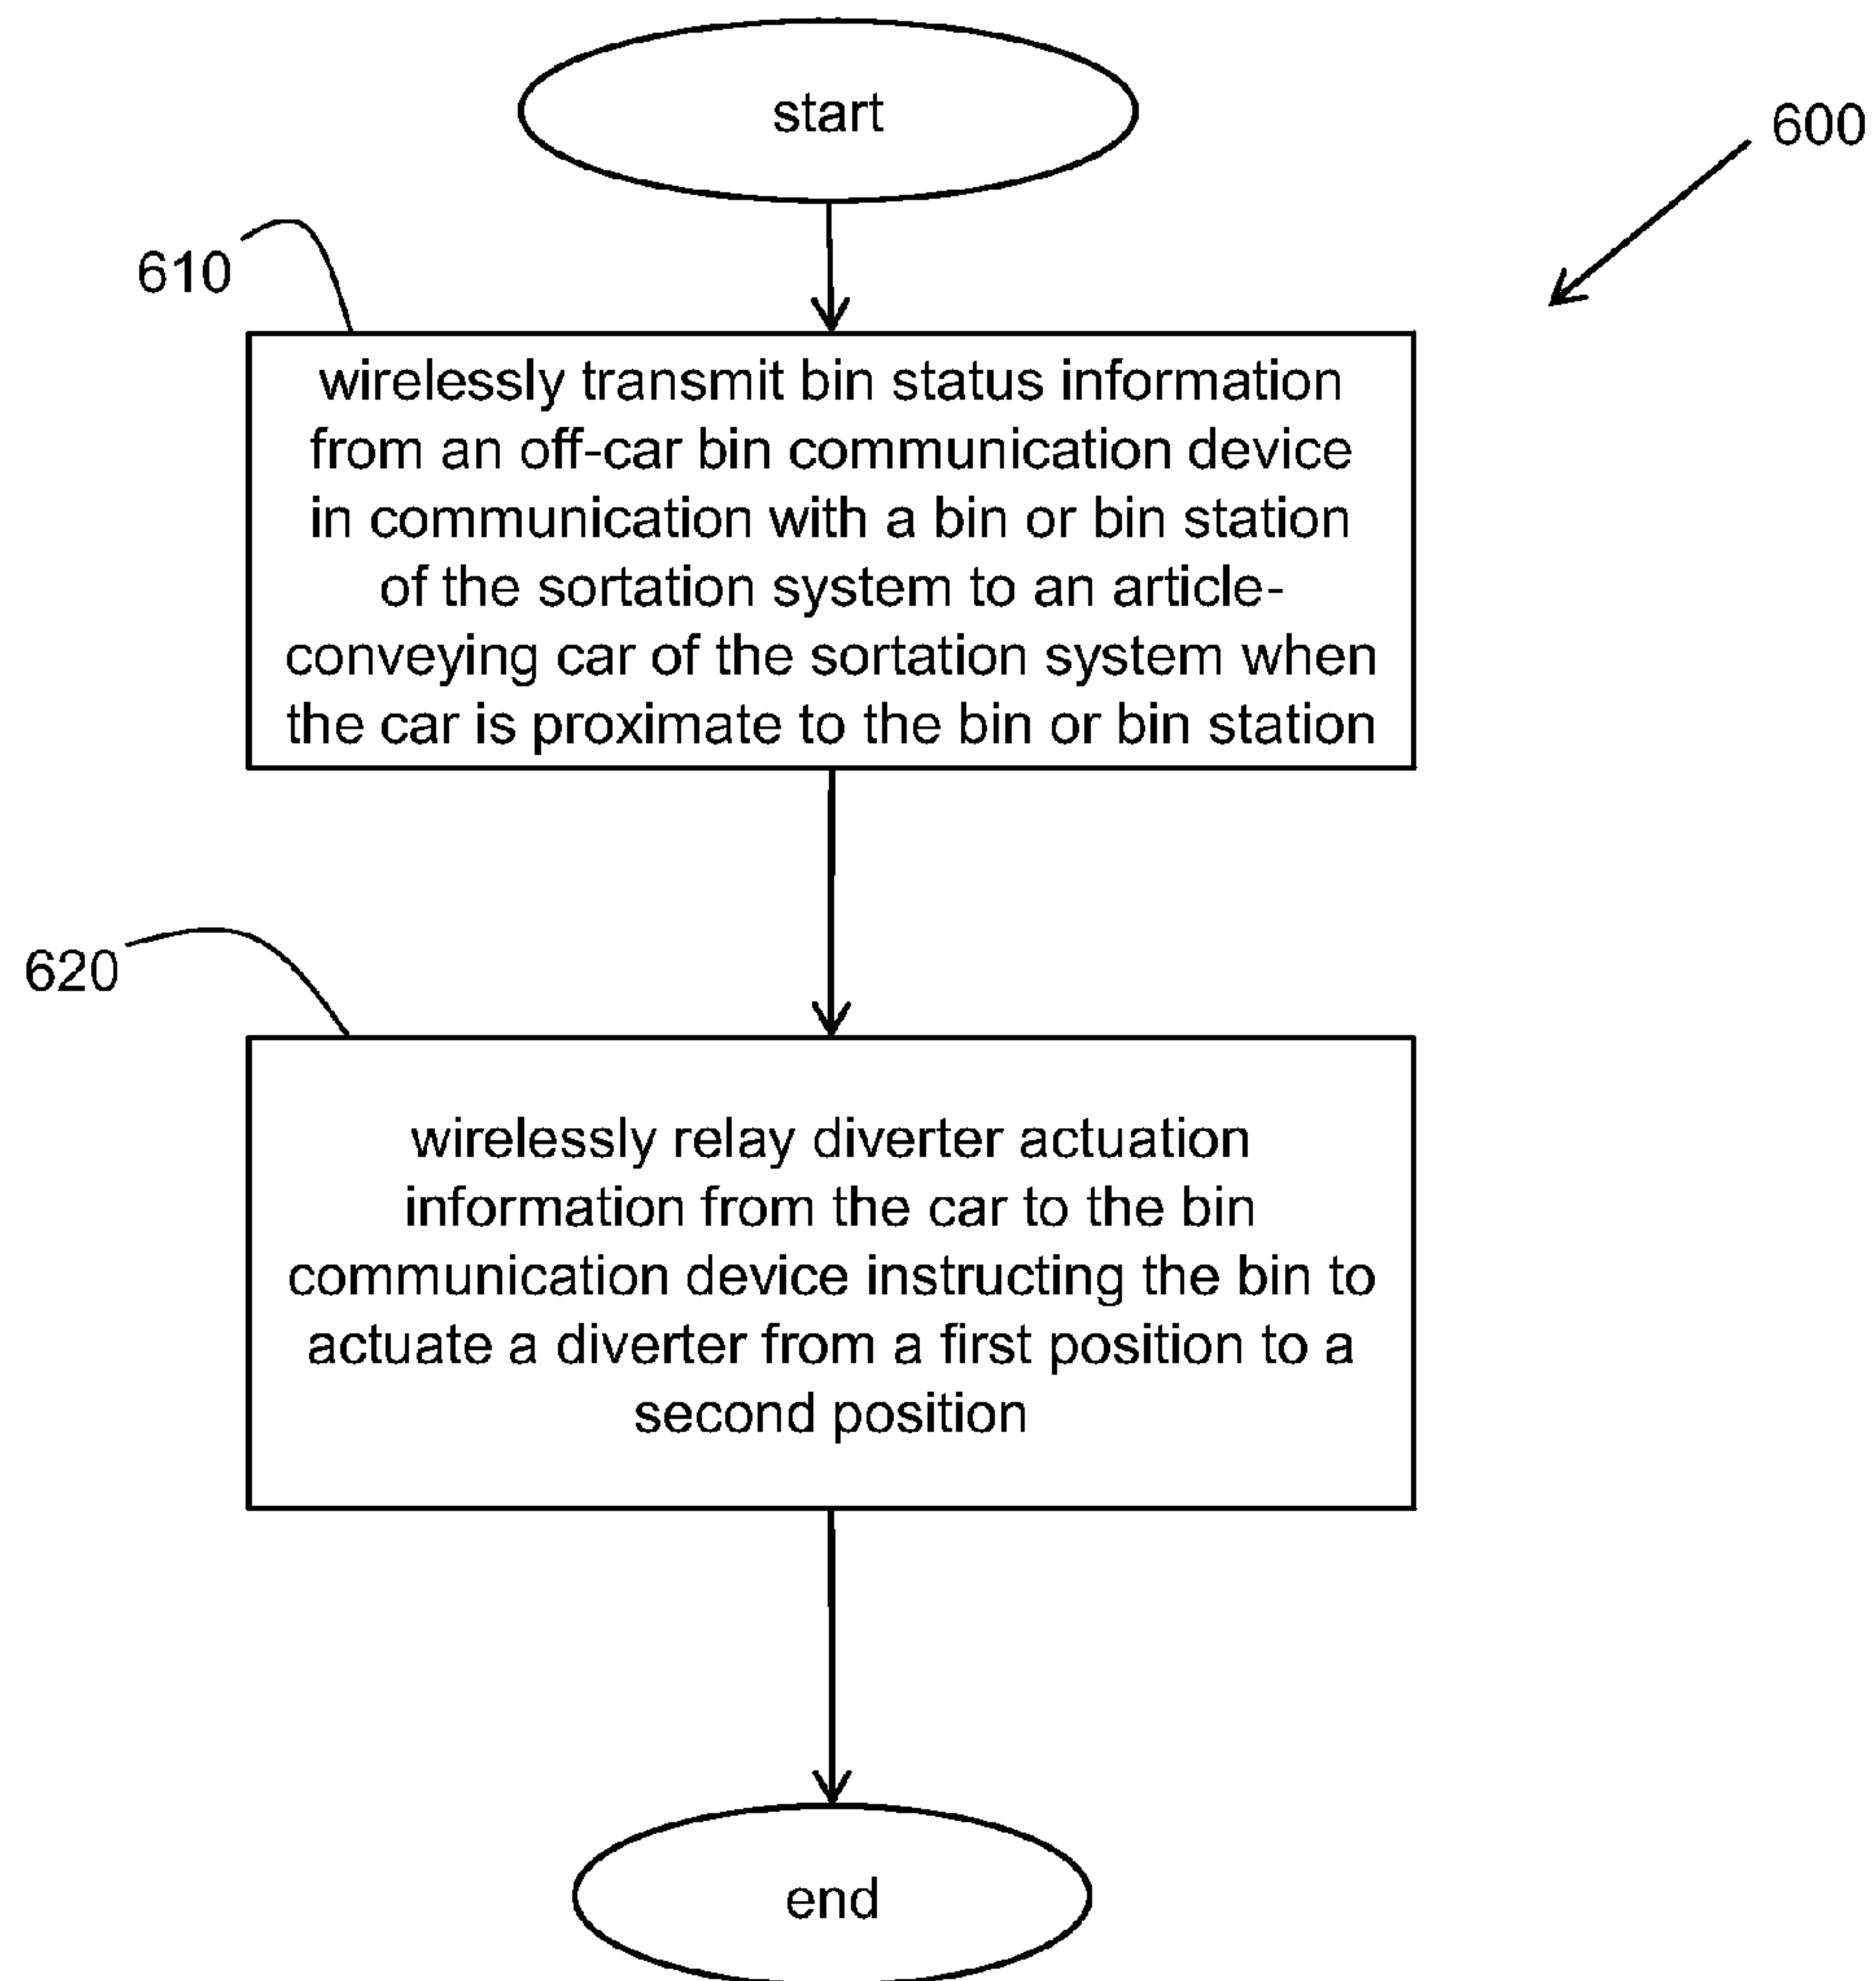 start
600
610
wirelessly transmit bin status information
from an off-car bin communication device
in communication with a bin or bin station
of the sortation system to an article-
conveying car of the sortation system when
the car is proximate to the bin or bin station
620
wirelessly relay diverter actuation
information from the car to the bin
communication device instructing the bin to
actuate a diverter from a first position to a
second position
end